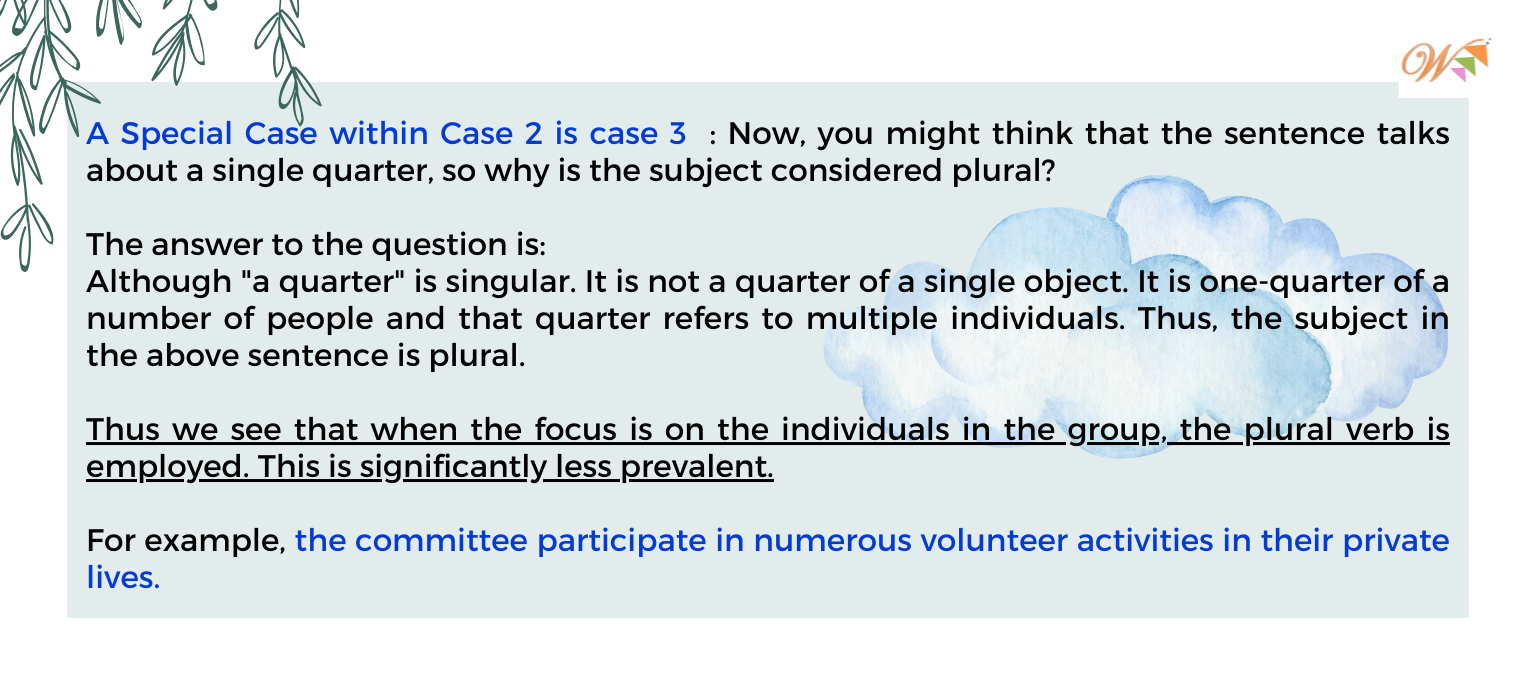 A Special Case within Case 2 is case 3 : Now, you might think that the sentence talks
about a single quarter, so why is the subject considered plural?
The answer to the question is:
Although "a quarter" is singular. It is not a quarter of a single object. It is one-quarter of a
number of people and that quarter refers to multiple individuals. Thus, the subject in
the above sentence is plural.
Thus we see that when the focus is on the individuals in the group, the plural verb is
employed. This is significantly less prevalent.
For example, the committee participate in numerous volunteer activities in their private
lives.
W